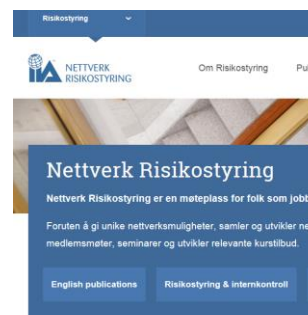 Risikostyring
IIA NETTVERK
RISIKOSTYRING
Om Risikostyring
Nettverk Risikostyring
Nettverk Risikostyring er en møteplass for folk som
Foruten å gi unike nettverksmuligheter, samler og utvikler
medlemsmøter, seminarer og utvikler relevante kurstilbud.
English publications
Risikostyring & internkontroll